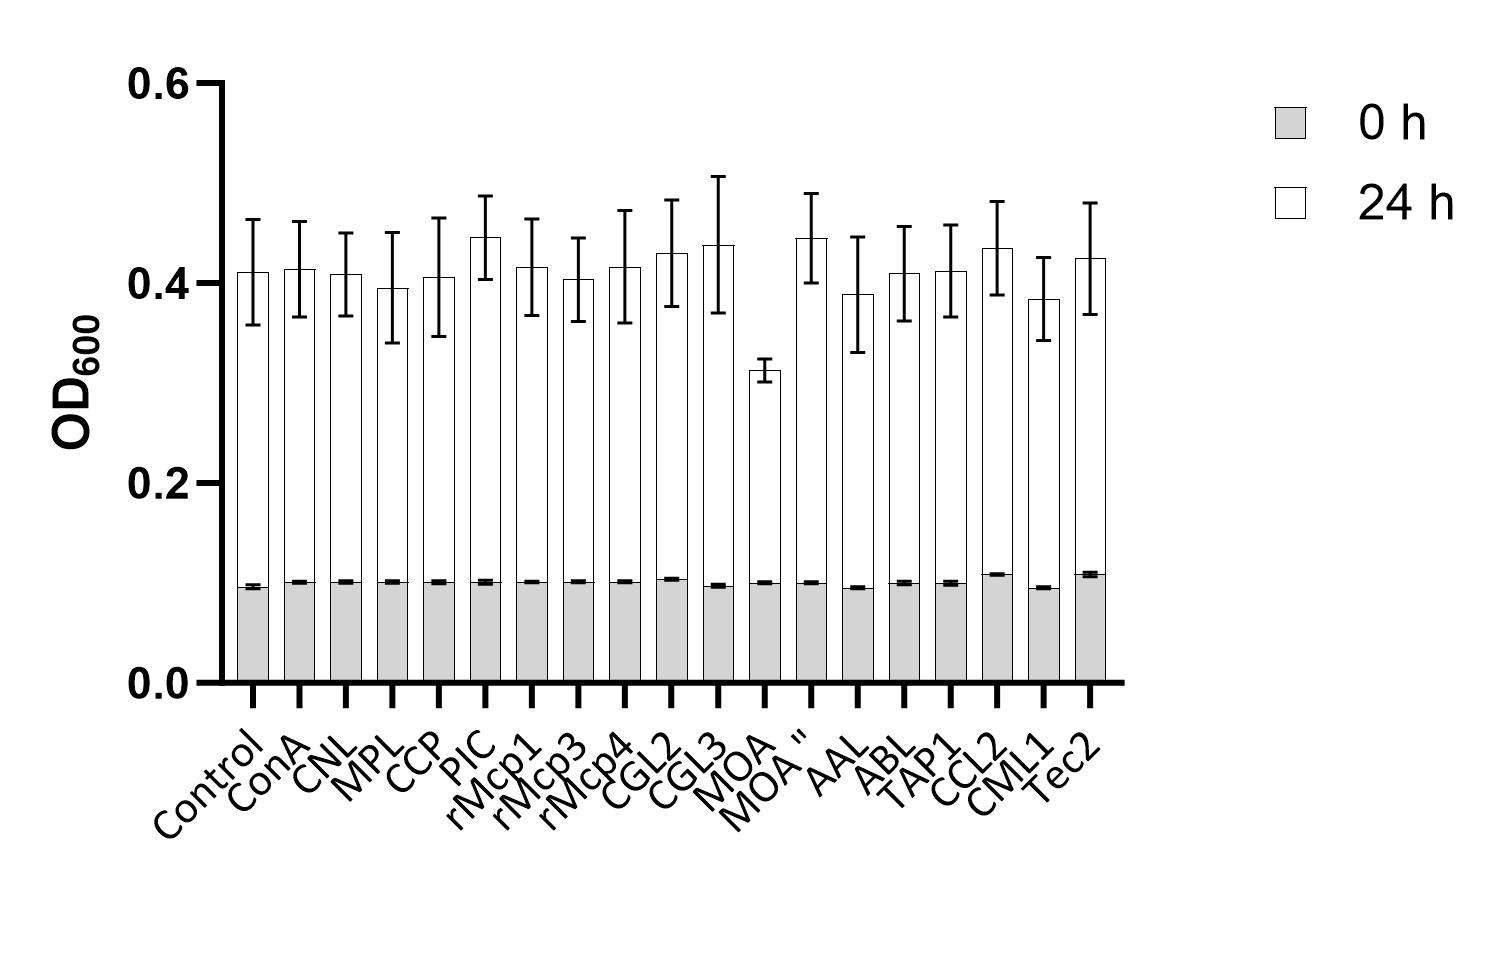 0.6
0.4
0.2
0.0
OD600
0 h
24 h
Control
ConA
CNL
MPL
CCP
PIC
rMcp1
rMcp3
rMcp4
CGL2
CGL3
MOA
MOA "
AAL
ABL
TAP1
CCL2
CML1
Tec2